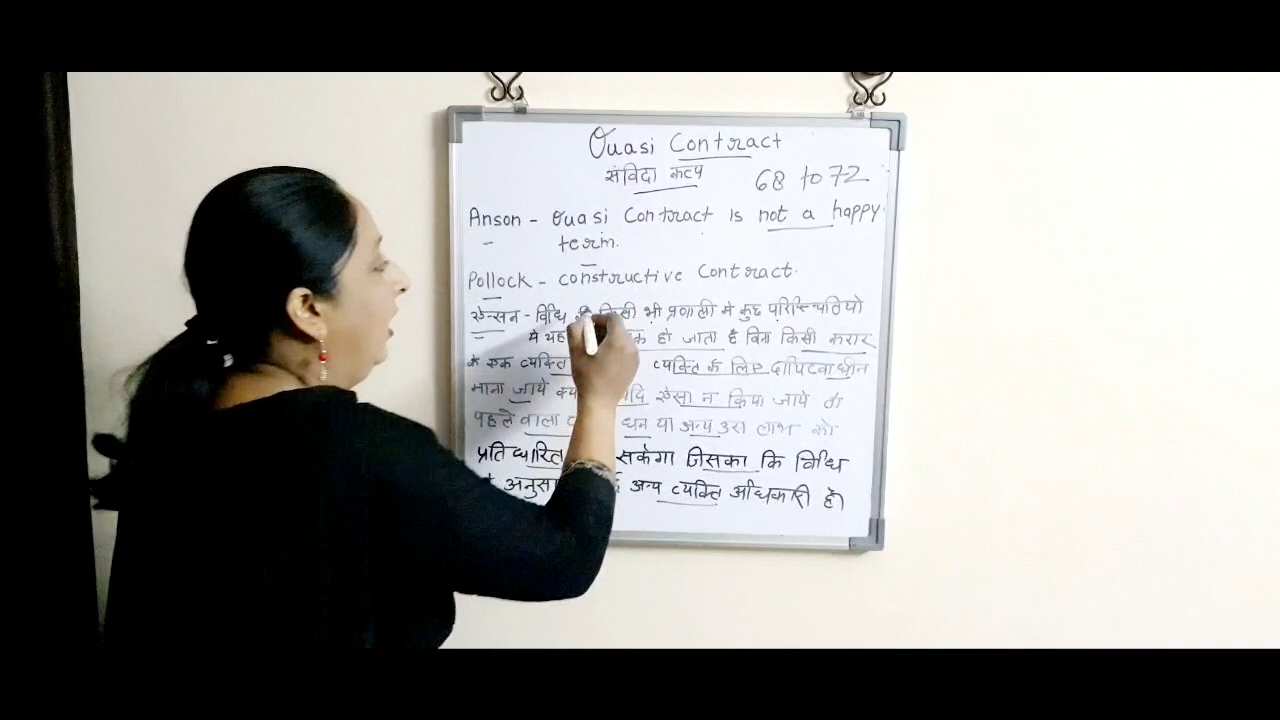 Quasi Contract
संविदा कल्प
68 to 72
Anson - Quasi Contract is not a happy
term.
Pollock - constructive Contract.
ऐन्सन - विधि किसी भी प्रणाली मे कुछ परिस्थितियो
मे यह हो जाता है बिना किसी करार
के एक व्यक्ति व्यक्ति के लिए दायित्वाधीन
माना जाये यदि ऐसा न किया जाये तो
पहले वाला धन या अन्य उस लाभ को
प्रतिधारित सकेगा जिसका कि विधि
अन्य व्यक्ति अधिकारी है।